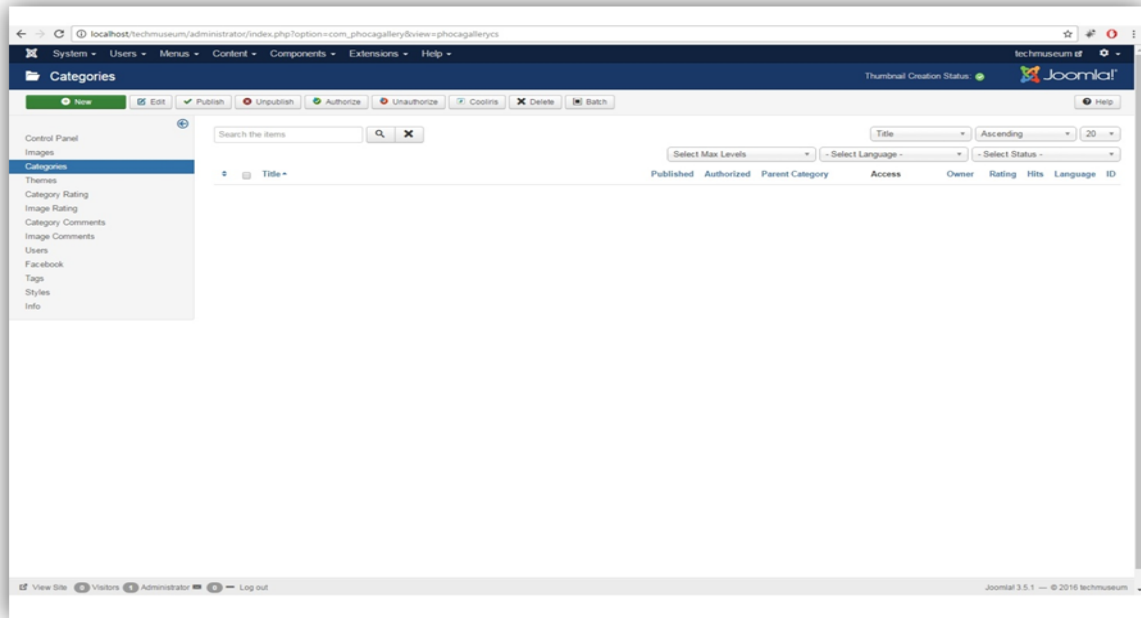 localhost/techmuseum/administrator/index.php?option=com_phocagallery&view=phocagallerycs
System Users Menus Content Components Extensions Help techmuseum
Categories Thumbnail Creation Status: Joomla!
New Edit Publish Unpublish Authorize Unauthorize Cooliris Delete Batch Help
Control Panel
Images
Categories
Themes
Category Rating
Image Rating
Category Comments
Image Comments
Users
Facebook
Tags
Styles
Info
Search the items Title Ascending 20
Select Max Levels - Select Language - - Select Status -
Title Published Authorized Parent Category Access Owner Rating Hits Language ID
View Site 0 Visitors 1 Administrator 0 Log out Joomla! 3.5.1 — © 2016 techmuseum